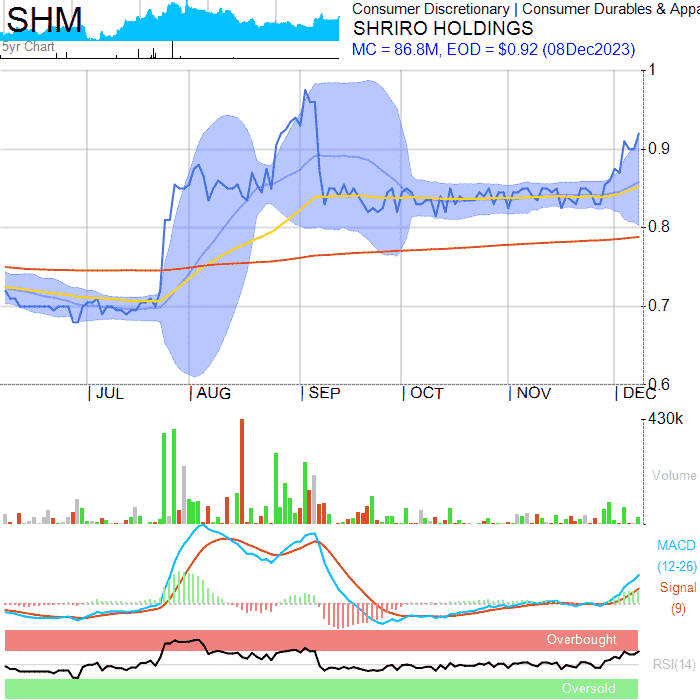 SHM
5yr Chart
Consumer Discretionary | Consumer Durables & Appa
SHRIRO HOLDINGS
MC = 86.8M, EOD = $0.92 (08Dec2023)
1
0.9
0.8
0.7
0.6
JUL AUG SEP OCT NOV DEC
430k
Volume
MACD
(12-26)
Signal
(9)
Overbought
RSI(14)
Oversold